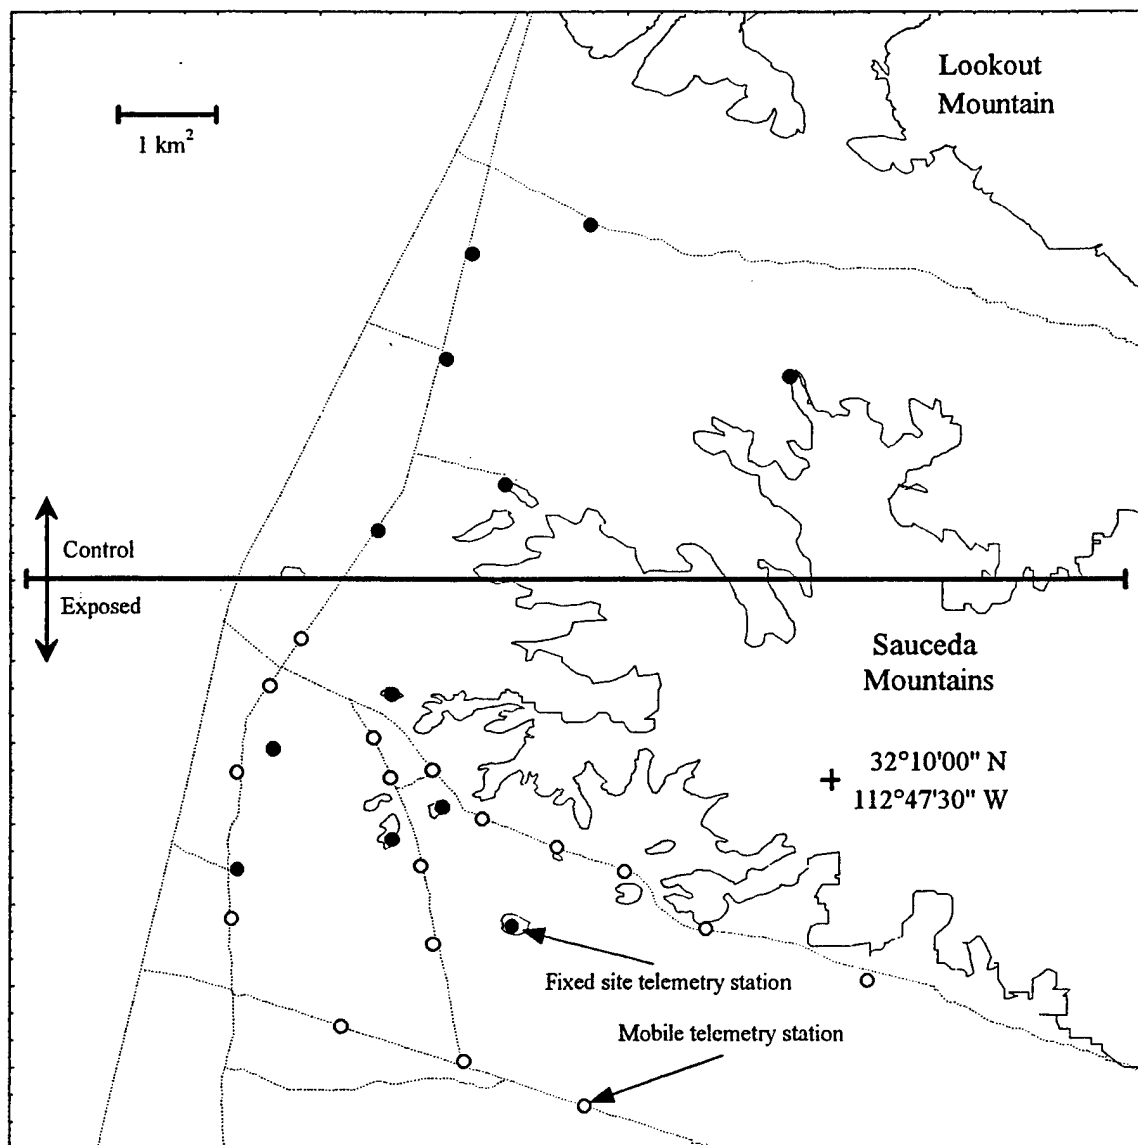 Lookout
Mountain
1 km²
Control
Exposed
Sauceda
Mountains
32°10'00" N
112°47'30" W
Fixed site telemetry station
Mobile telemetry station